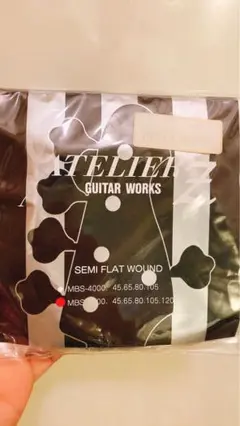 ATELIER Z
GUITAR WORKS
SEMI FLAT WOUND
MBS-4000. 45.65.80.105
45.65.80.105.120